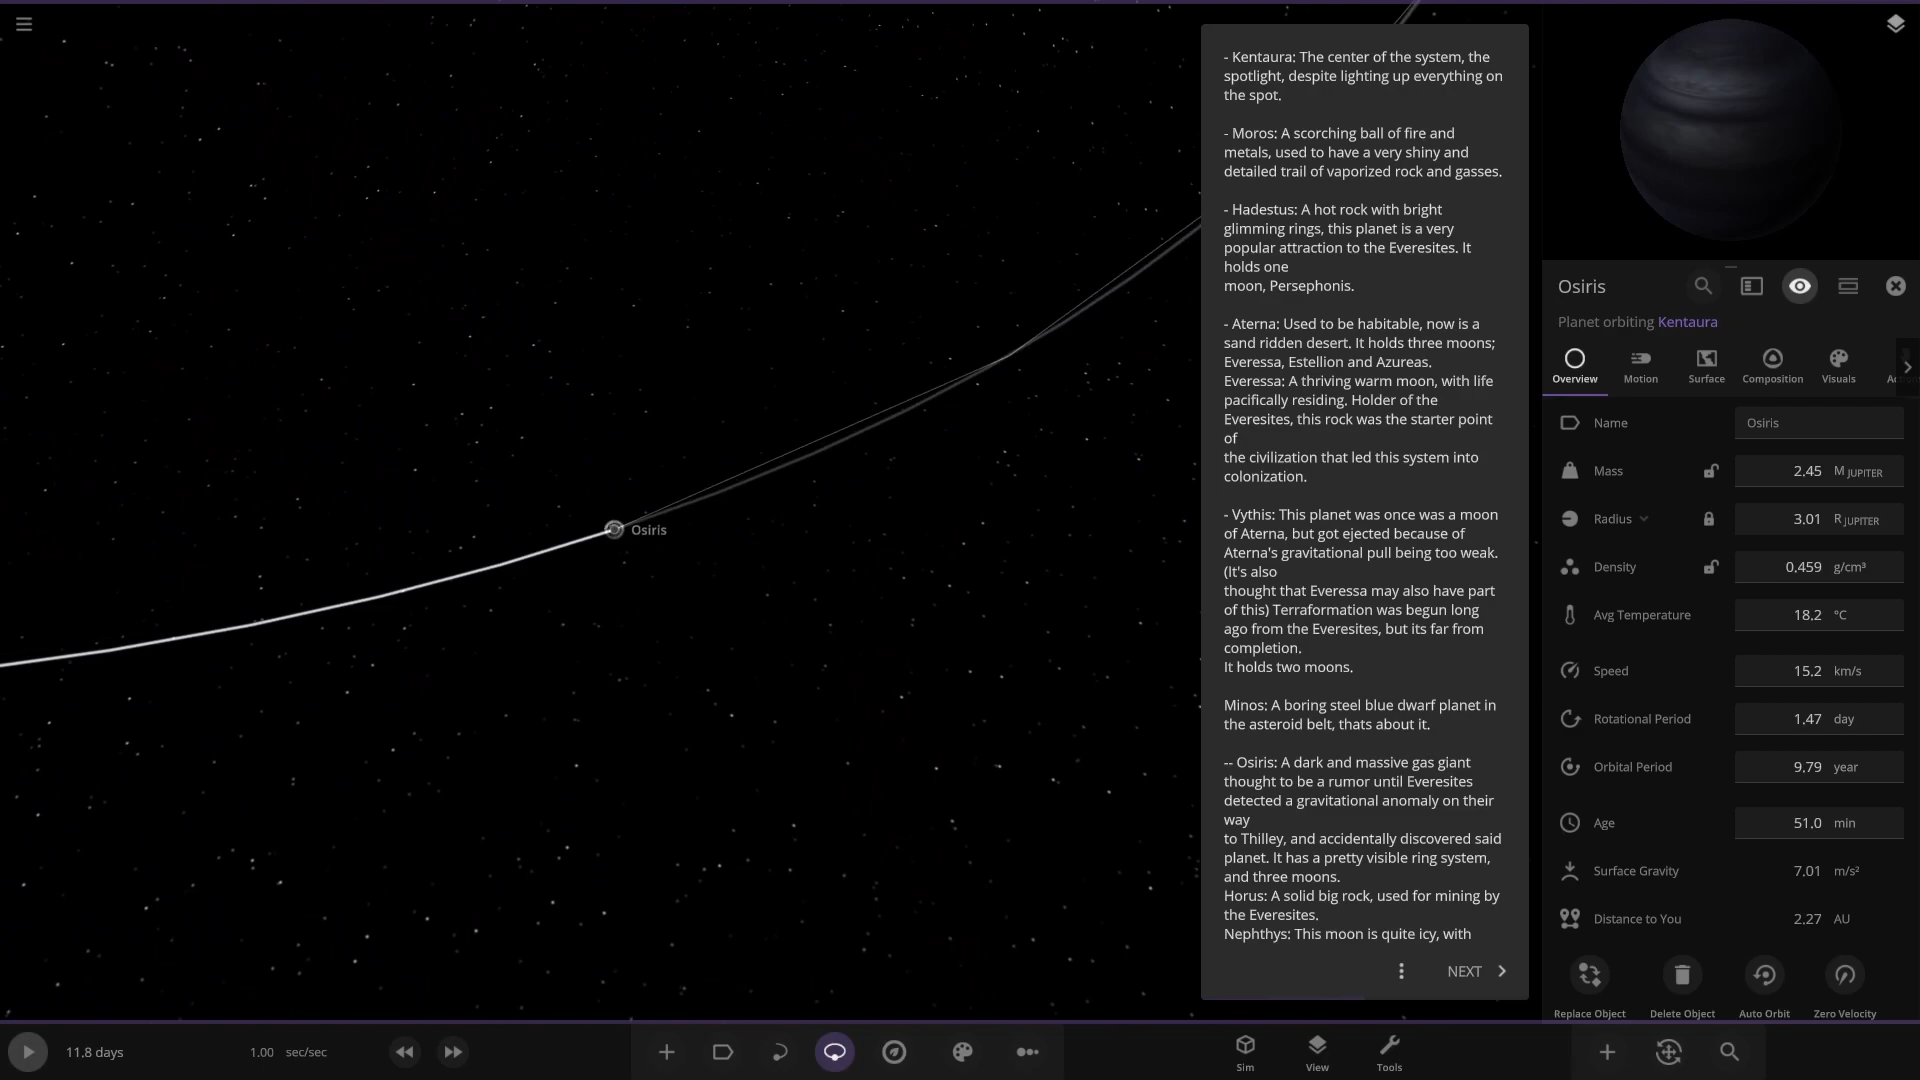 - Kentaura: The center of the system, the
spotlight, despite lighting up everything on
the spot.
- Moros: A scorching ball of fire and
metals, used to have a very shiny and
detailed trail of vaporized rock and gasses.
- Hadestus: A hot rock with bright
glimming rings, this planet is a very
popular attraction to the Everesites. It
holds one
moon, Persephonis.
- Aterna: Used to be habitable, now is a
sand ridden desert. It holds three moons;
Everessa, Estellion and Azureas.
Everessa: A thriving warm moon, with life
pacifically residing. Holder of the
Everesites, this rock was the starter point
of
the civilization that led this system into
colonization.
- Vythis: This planet was once was a moon
of Aterna, but got ejected because of
Aterna's gravitational pull being too weak.
(It's also
thought that Everessa may also have part
of this) Terraformation was begun long
ago from the Everesites, but its far from
completion.
It holds two moons.
Minos: A boring steel blue dwarf planet in
the asteroid belt, thats about it.
-- Osiris: A dark and massive gas giant
thought to be a rumor until Everesites
detected a gravitational anomaly on their
way
to Thilley, and accidentally discovered said
planet. It has a pretty visible ring system,
and three moons.
Horus: A solid big rock, used for mining by
the Everesites.
Nephthys: This moon is quite icy, with
NEXT
Osiris
Osiris
Planet orbiting Kentaura
Overview Motion Surface Composition Visuals
Name Osiris
Mass 2.45 M JUPITER
Radius 3.01 R JUPITER
Density 0.459 g/cm³
Avg Temperature 18.2 °C
Speed 15.2 km/s
Rotational Period 1.47 day
Orbital Period 9.79 year
Age 51.0 min
Surface Gravity 7.01 m/s²
Distance to You 2.27 AU
Replace Object Delete Object Auto Orbit Zero Velocity
11.8 days 1.00 sec/sec
Sim View Tools